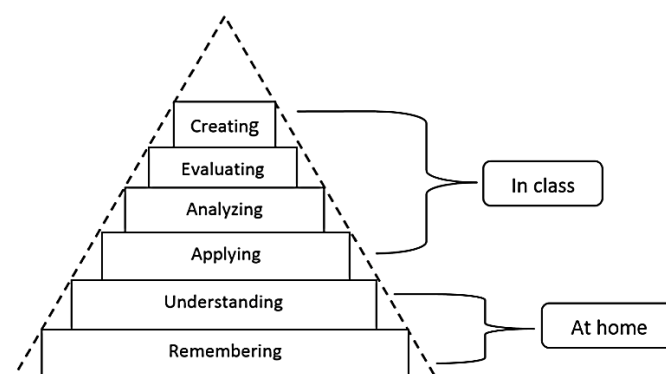 Creating
Evaluating
Analyzing
Applying
Understanding
Remembering
In class
At home